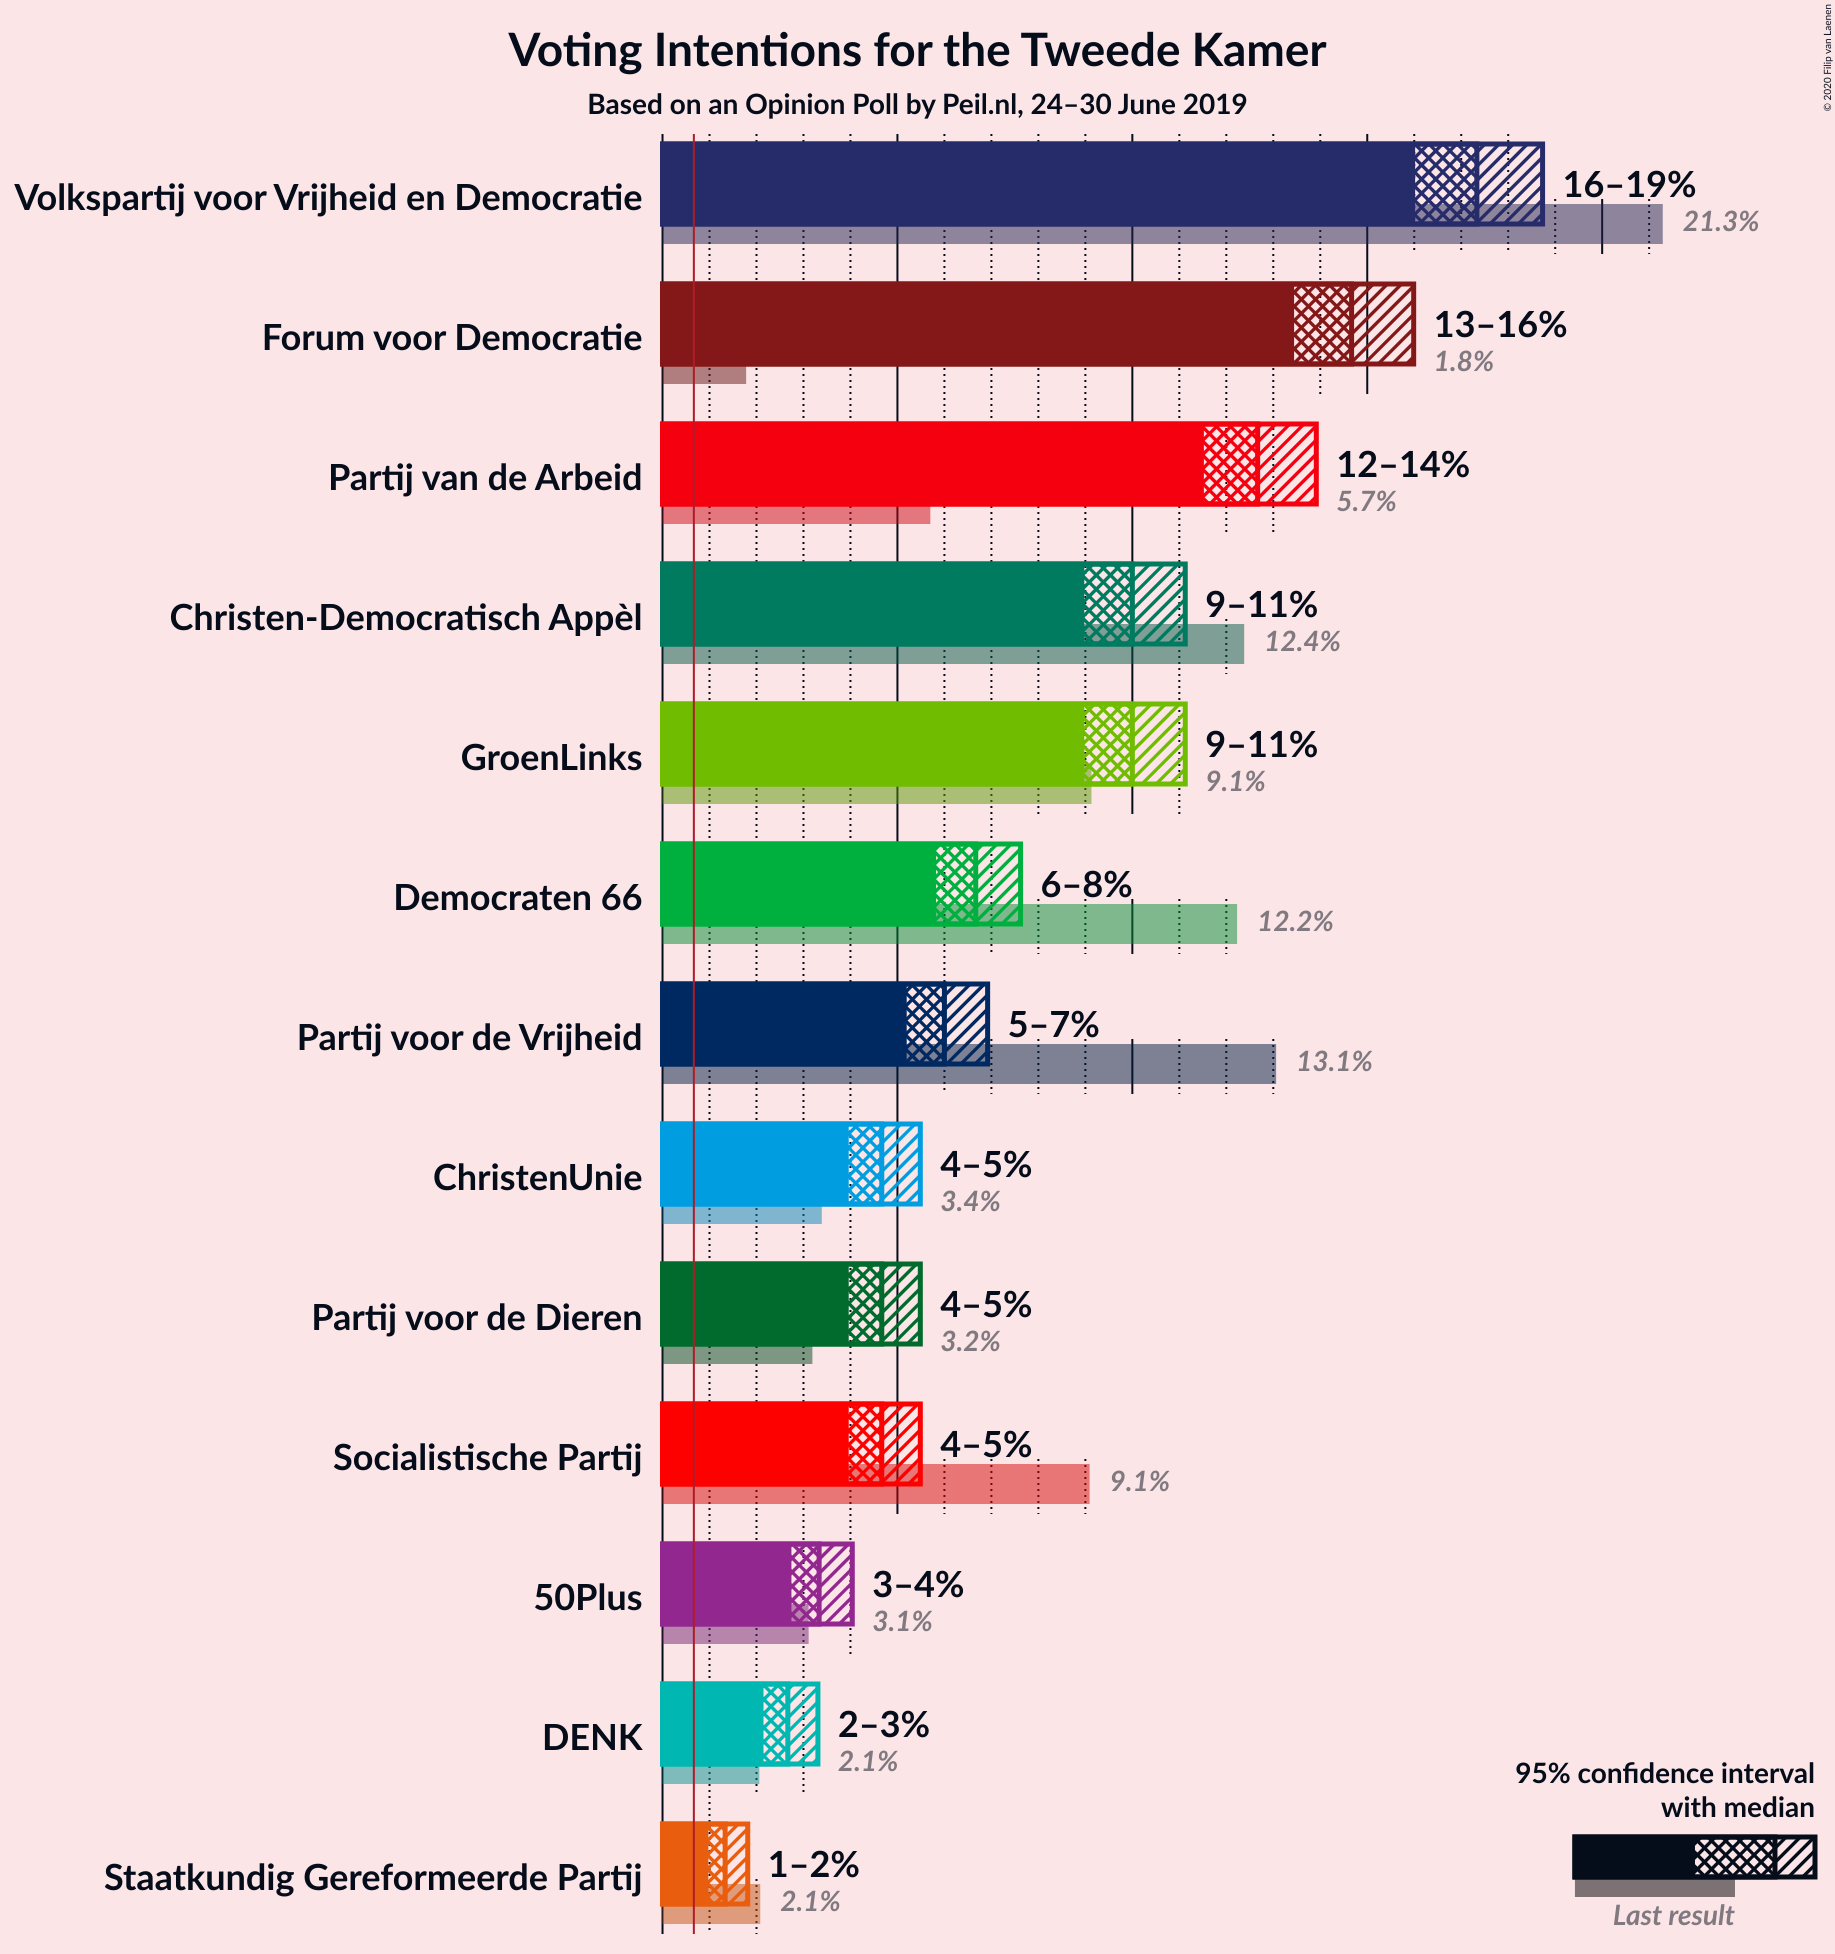 Voting Intentions for the Tweede Kamer
Based on an Opinion Poll by Peil.nl, 24–30 June 2019
© 2020 Filip van Laenen
Volkspartij voor Vrijheid en Democratie
16–19%
21.3%
Forum voor Democratie
13–16%
1.8%
Partij van de Arbeid
12–14%
5.7%
Christen-Democratisch Appèl
9–11%
12.4%
GroenLinks
9–11%
9.1%
Democraten 66
6–8%
12.2%
Partij voor de Vrijheid
5–7%
13.1%
ChristenUnie
4–5%
3.4%
Partij voor de Dieren
4–5%
3.2%
Socialistische Partij
4–5%
9.1%
50Plus
3–4%
3.1%
DENK
2–3%
2.1%
Staatkundig Gereformeerde Partij
1–2%
2.1%
95% confidence interval
with median
Last result